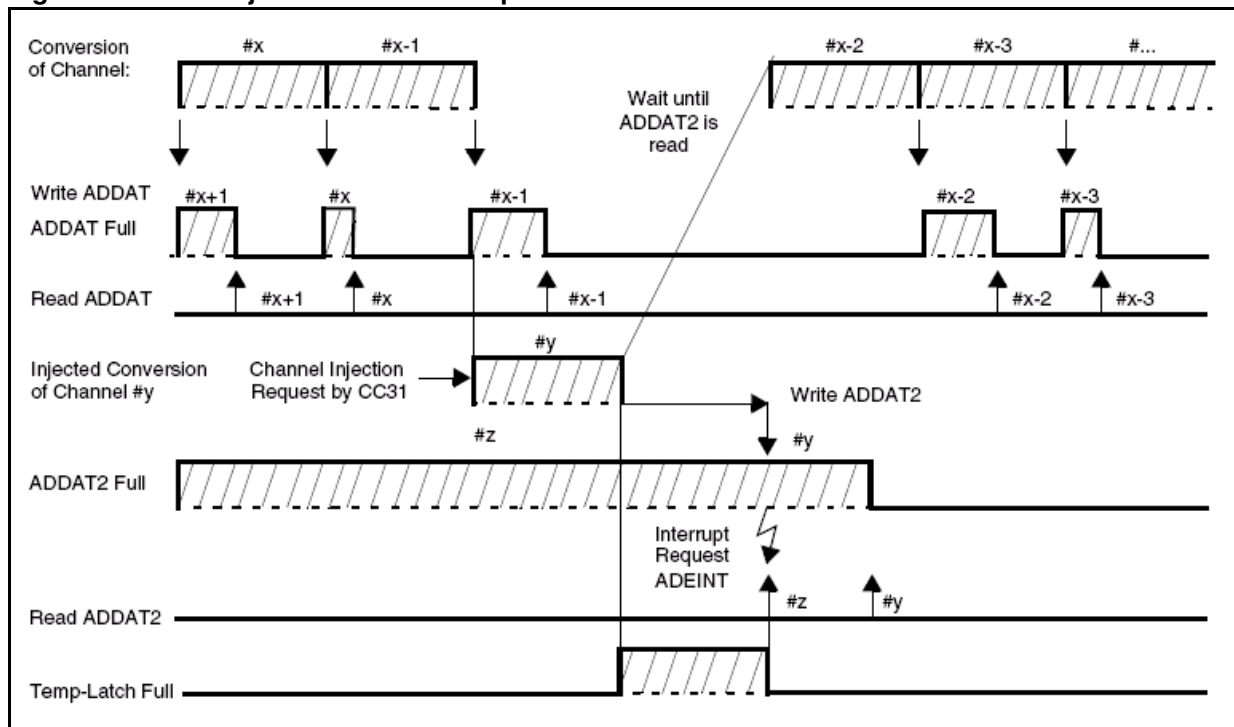 Conversion
of Channel:
#x
#x-1
#x-2
#x-3
#...
Wait until
ADDAT2 is
read
Write ADDAT
#x+1
#x
#x-1
#x-2
#x-3
ADDAT Full
Read ADDAT
#x+1
#x
#x-1
#x-2
#x-3
Injected Conversion
of Channel #y
Channel Injection
Request by CC31
#y
Write ADDAT2
#z
#y
ADDAT2 Full
Interrupt
Request
ADEINT
Read ADDAT2
#z
#y
Temp-Latch Full